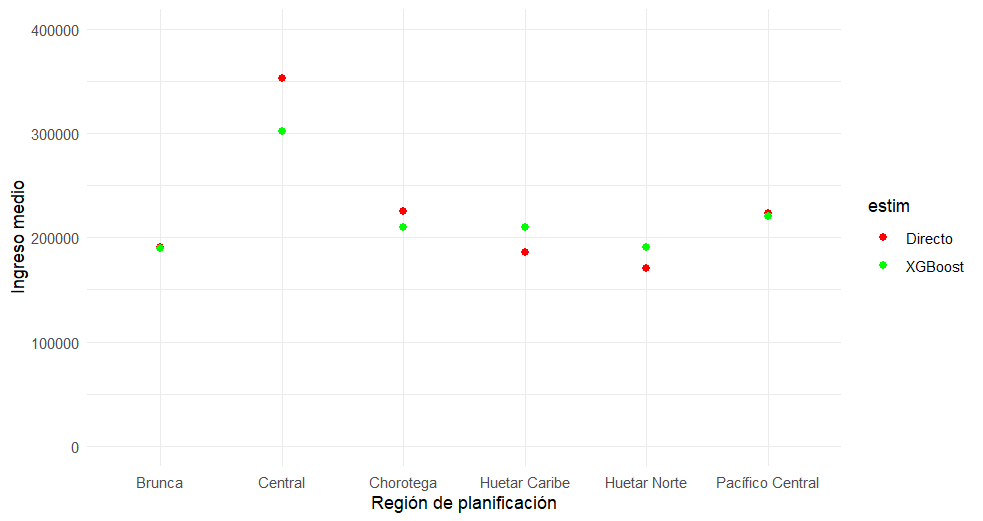 400000
300000
200000
100000
0
Ingreso medio
Brunca
Central
Chorotega
Huetar Caribe
Huetar Norte
Pacífico Central
Región de planificación
estim
Directo
XGBoost